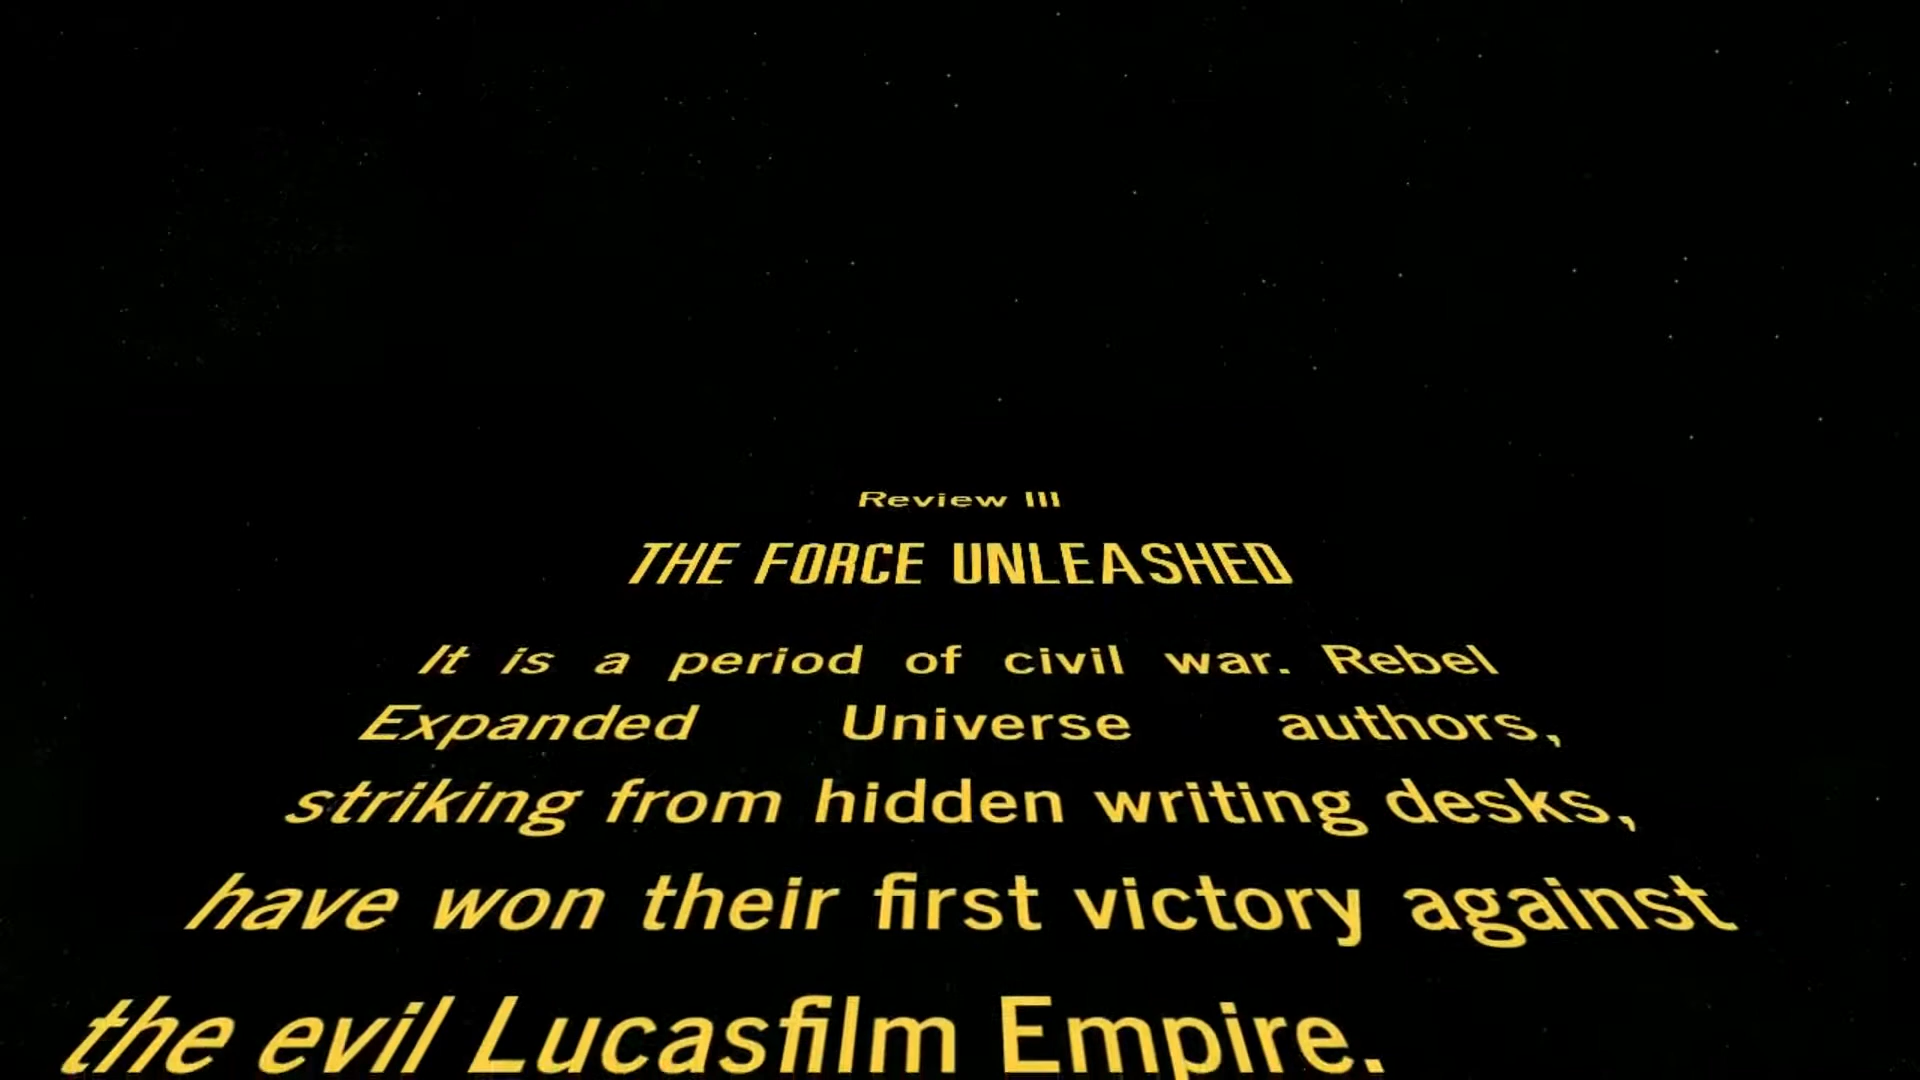 Review III
THE FORCE UNLEASHED
It is a period of civil war. Rebel
Expanded Universe authors,
striking from hidden writing desks,
have won their first victory against
the evil Lucasfilm Empire.